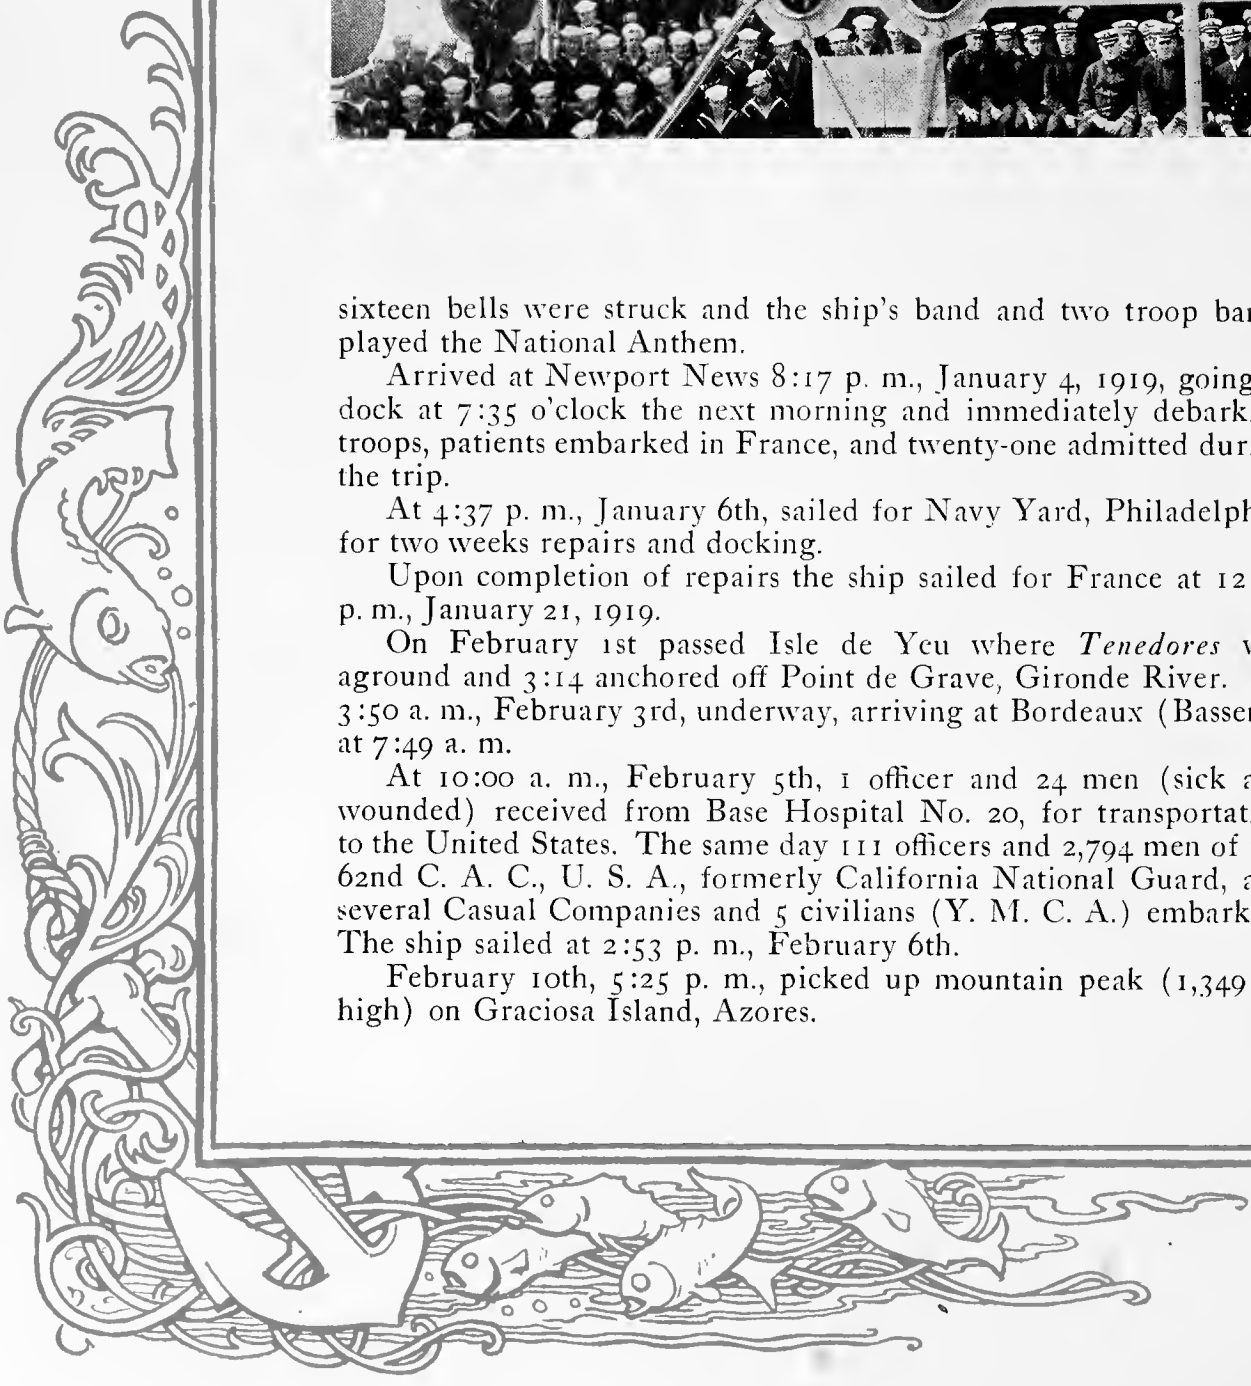 sixteen bells were struck and the ship's band and two troop
played the National Anthem.
Arrived at Newport News 8:17 p. m., January 4, 1919, going
dock at 7:35 o'clock the next morning and immediately
troops, patients embarked in France, and twenty-one admitted
the trip.
At 4:37 p. m., January 6th, sailed for Navy Yard,
for two weeks repairs and docking.
Upon completion of repairs the ship sailed for France at 12
p. m., January 21, 1919.
On February 1st passed Isle de Yeu where Tenedores
aground and 3:14 anchored off Point de Grave, Gironde River.
3:50 a. m., February 3rd, underway, arriving at Bordeaux
at 7:49 a. m.
At 10:00 a. m., February 5th, 1 officer and 24 men (sick
wounded) received from Base Hospital No. 20, for
to the United States. The same day 111 officers and 2,794 men of
62nd C. A. C., U. S. A., formerly California National Guard,
several Casual Companies and 5 civilians (Y. M. C. A.)
The ship sailed at 2:53 p. m., February 6th.
February 10th, 5:25 p. m., picked up mountain peak (1,349
high) on Graciosa Island, Azores.